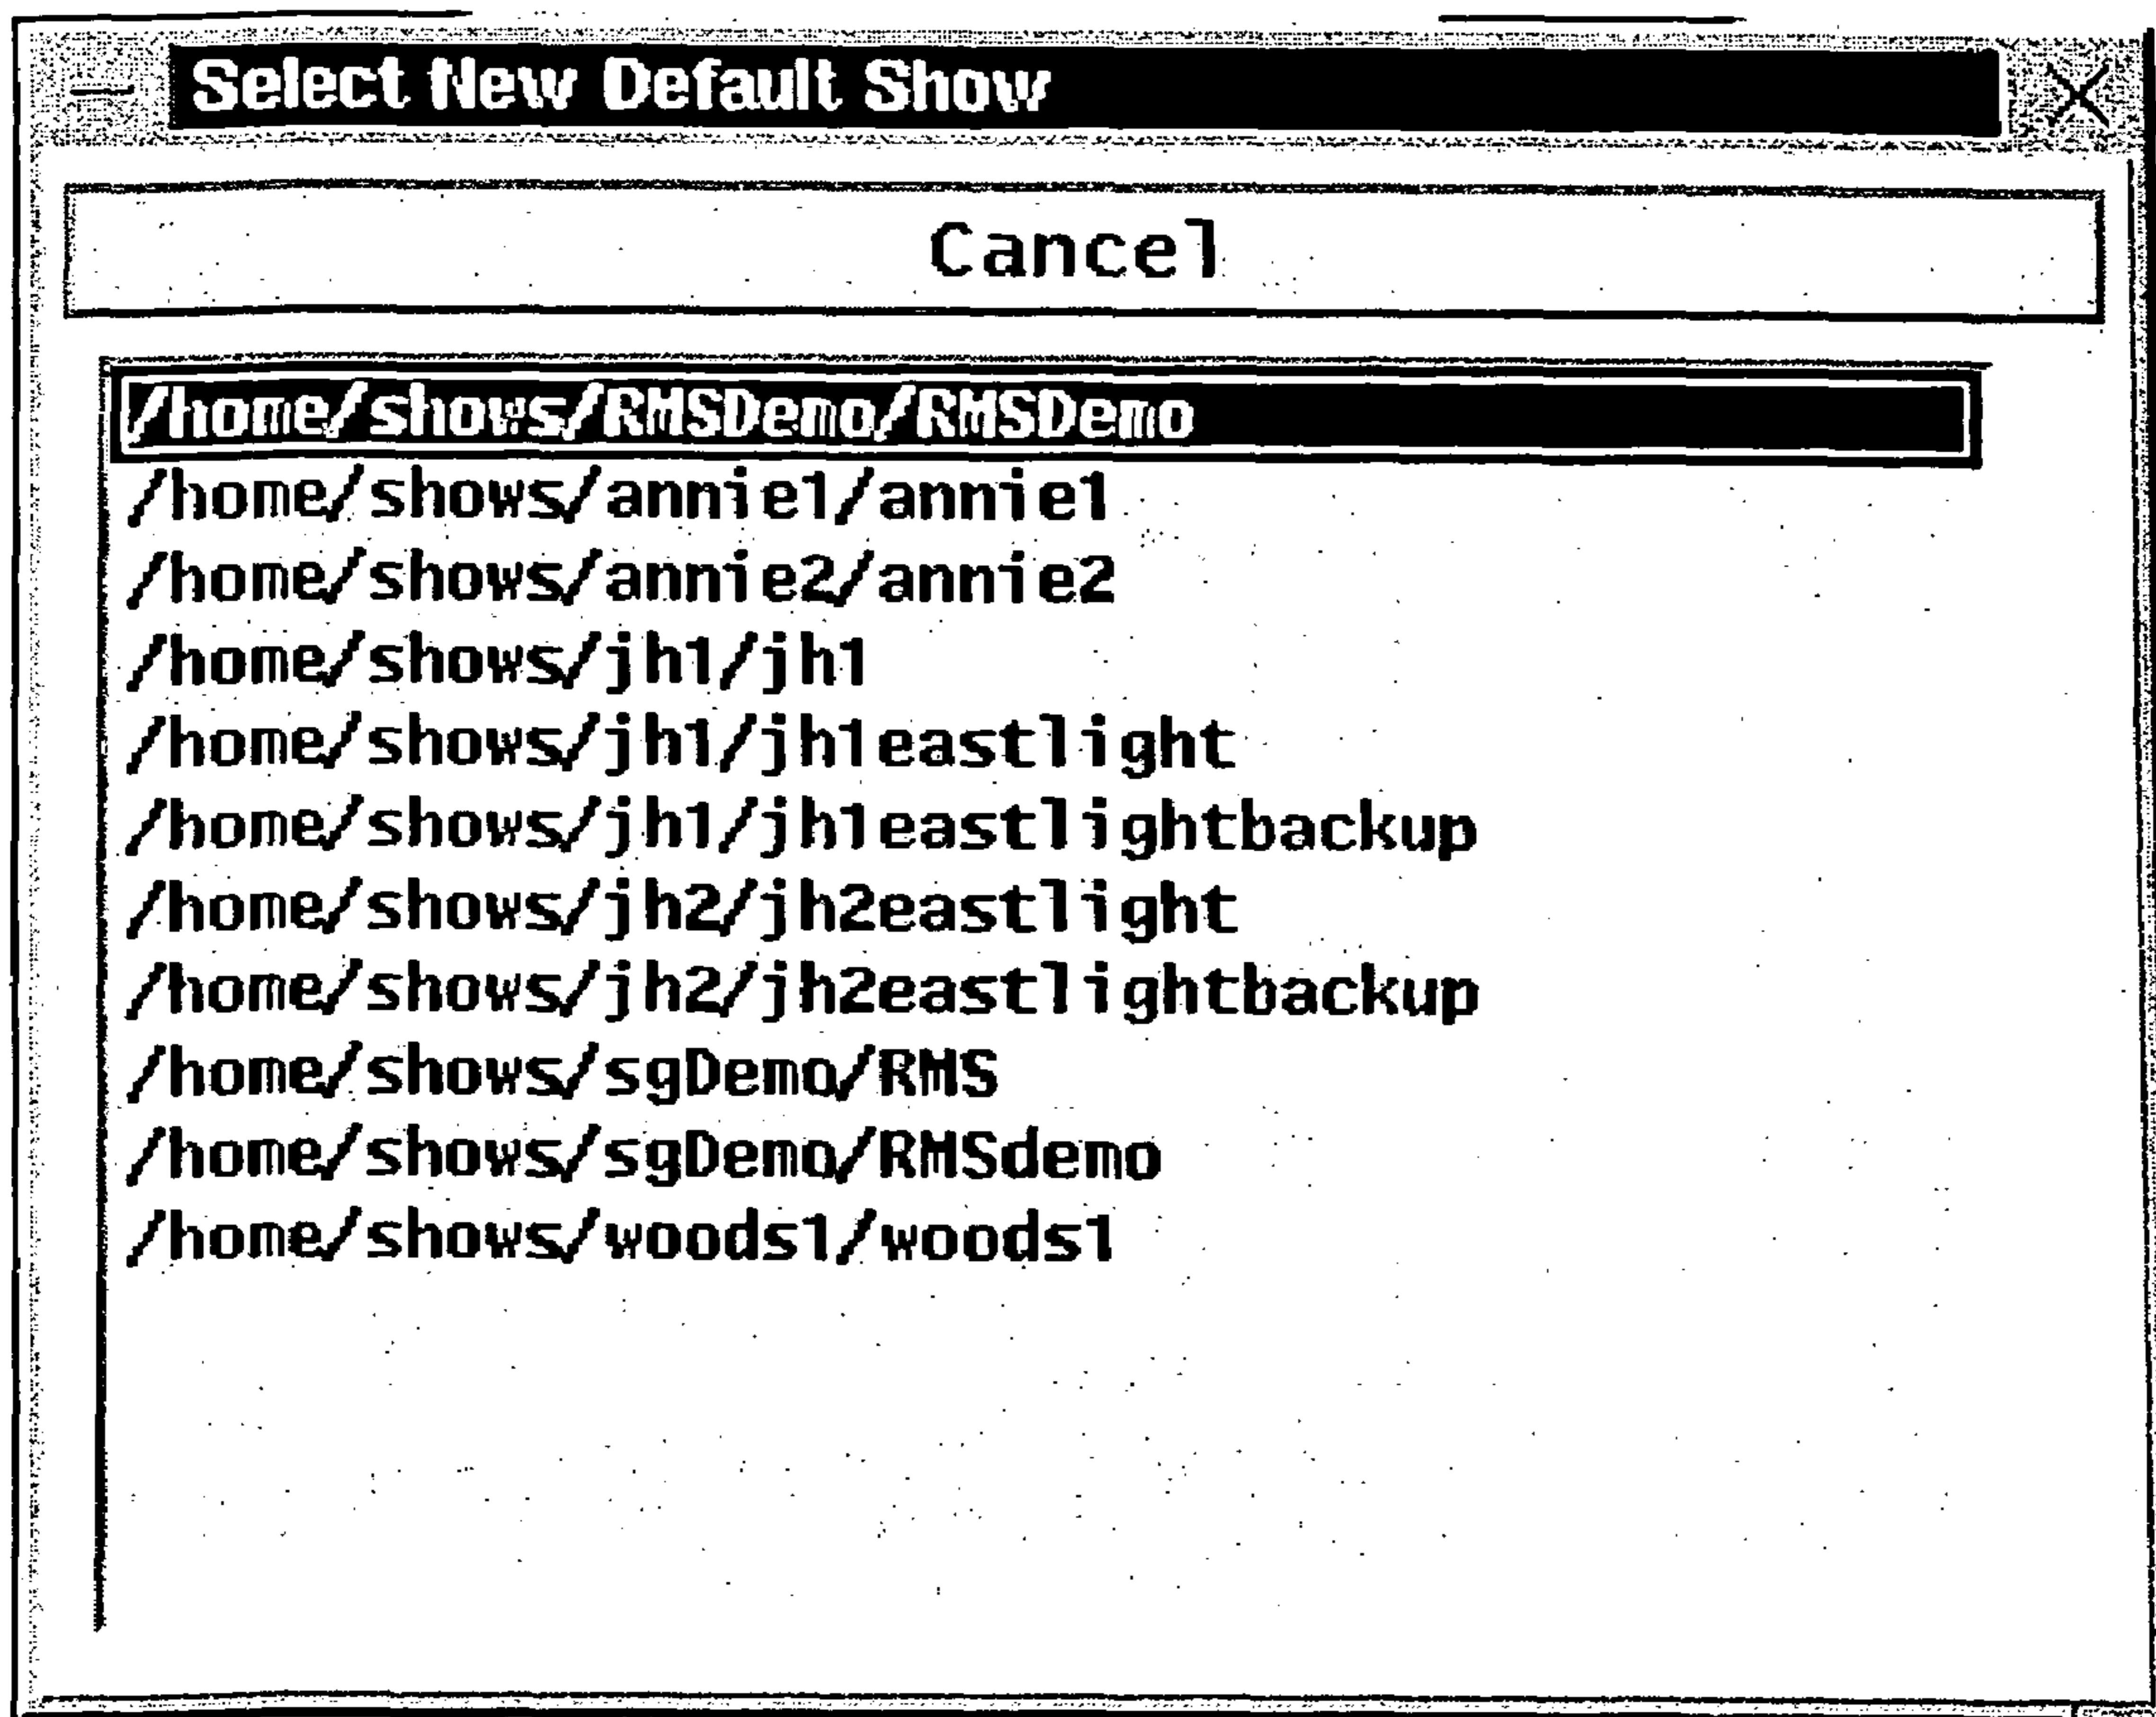 Select New Default Show
Cancel
/home/shows/RMSDemo/RMSDemo
/home/shows/annie1/annie1
/home/shows/annie2/annie2
/home/shows/jh1/jh1
/home/shows/jh1/jh1eastlight
/home/shows/jh1/jh1eastlightbackup
/home/shows/jh2/jh2eastlight
/home/shows/jh2/jh2eastlightbackup
/home/shows/sgDemo/RMS
/home/shows/sgDemo/RMSdemo
/home/shows/woods1/woods1